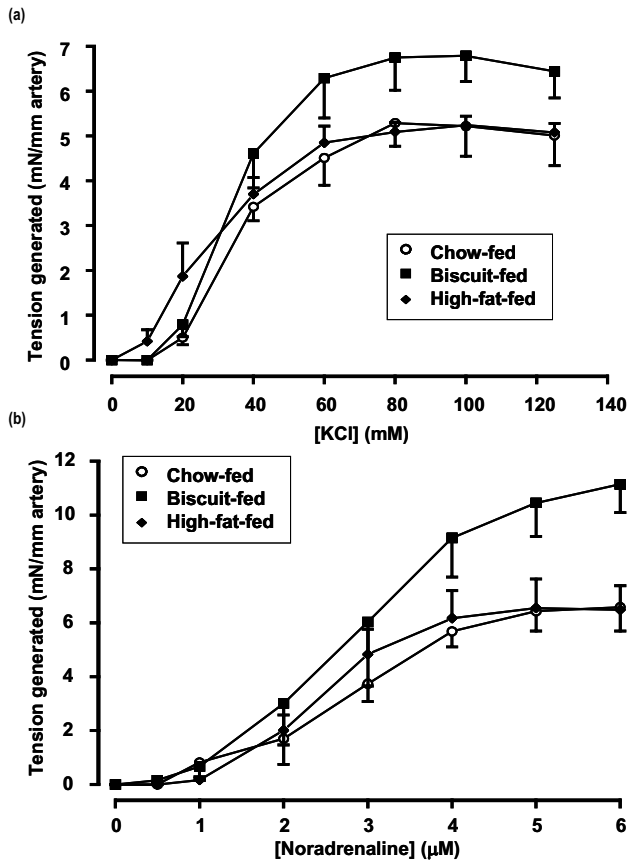 (a)
Tension generated (mN/mm artery)
7
6
5
4
3
2
1
0
Chow-fed
Biscuit-fed
High-fat-fed
0 20 40 60 80 100 120 140
[KCl] (mM)
(b)
Tension generated (mN/mm artery)
12
10
8
6
4
2
0
Chow-fed
Biscuit-fed
High-fat-fed
0 1 2 3 4 5 6
[Noradrenaline] (μM)